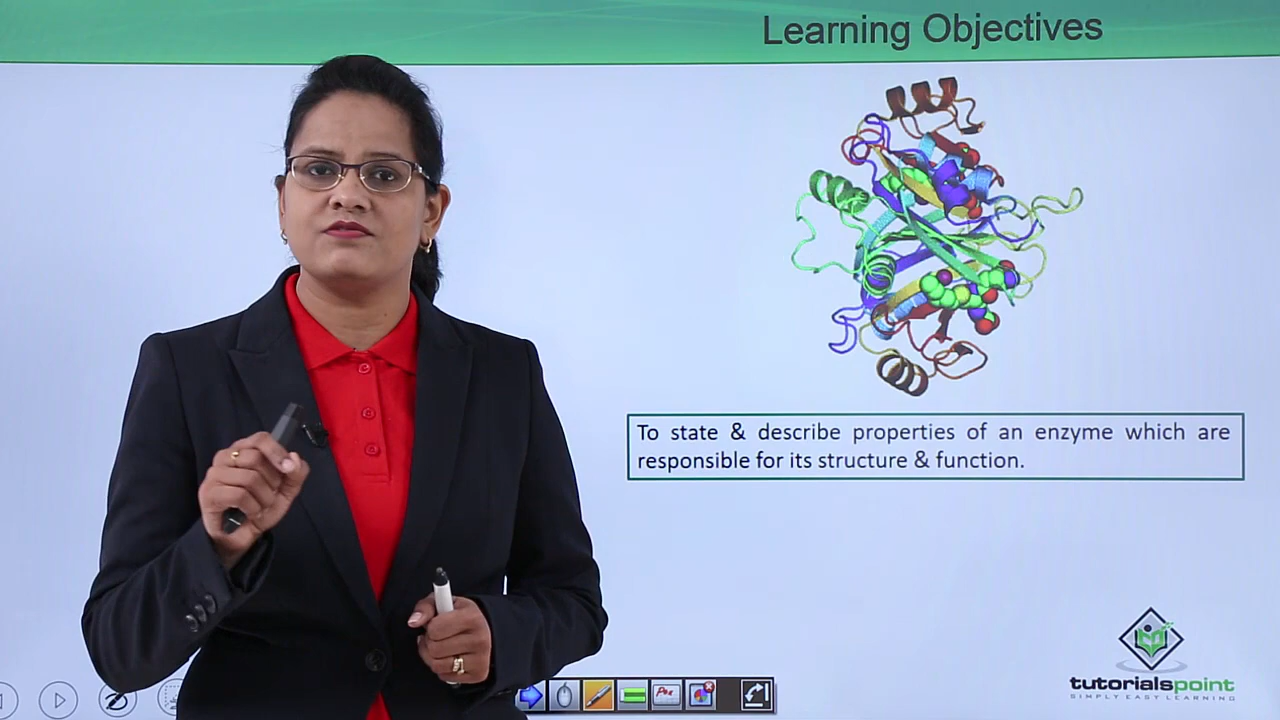 Learning Objectives
To state & describe properties of an enzyme which are
responsible for its structure & function.
tutorialspoint
SIMPLY EASY LEARNING